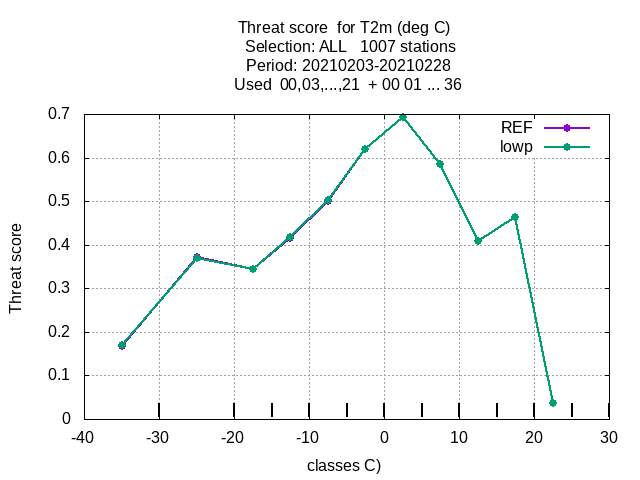 Threat score  for T2m (deg C)
Selection: ALL   1007 stations
Period: 20210203-20210228
Used  00,03,...,21  + 00 01 ... 36
REF
lowp
0.7
0.6
0.5
0.4
0.3
0.2
0.1
0
Threat score
-40 -30 -20 -10 0 10 20 30
classes C)